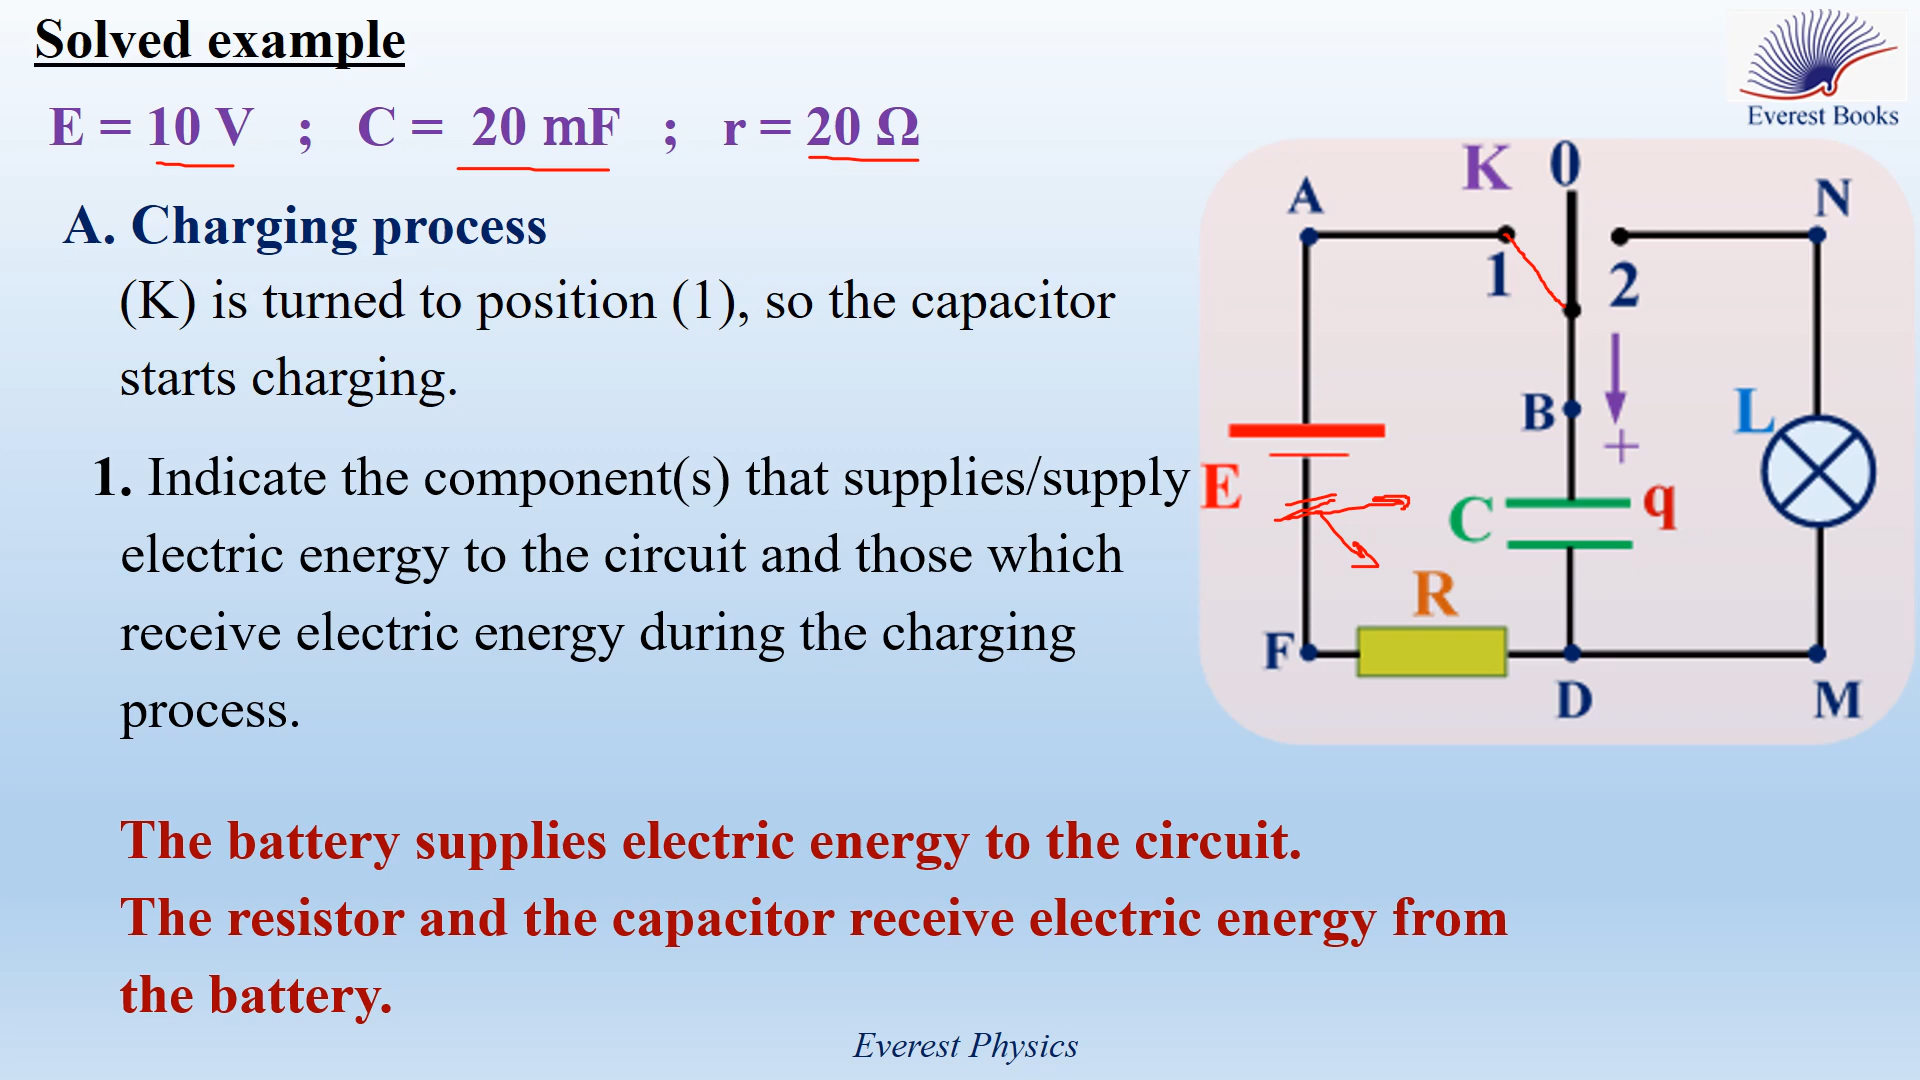 Solved example
E = 10 V ; C = 20 mF ; r = 20 Ω
Everest Books
A. Charging process
(K) is turned to position (1), so the capacitor
starts charging.
1. Indicate the component(s) that supplies/supply
electric energy to the circuit and those which
receive electric energy during the charging
process.
The battery supplies electric energy to the circuit.
The resistor and the capacitor receive electric energy from
the battery.
K 0
A N
1 2
B L
+
E C q
R
F
D M
Everest Physics